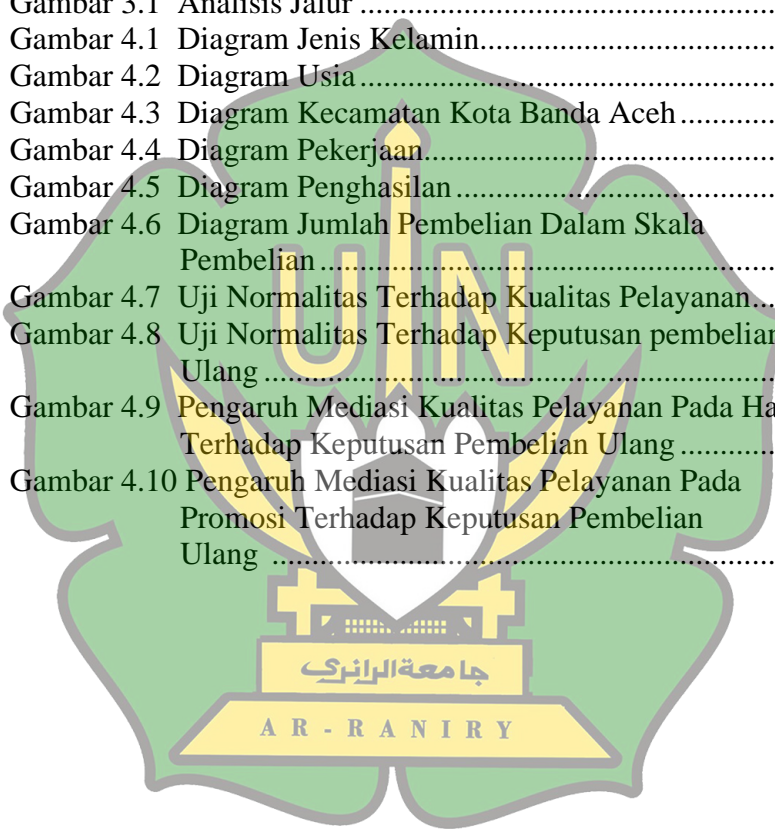 Gambar 3.1 Analisis Jalur ..........................................................
Gambar 4.1 Diagram Jenis Kelamin..........................................
Gambar 4.2 Diagram Usia..........................................................
Gambar 4.3 Diagram Kecamatan Kota Banda Aceh..............
Gambar 4.4 Diagram Pekerjaan..................................................
Gambar 4.5 Diagram Penghasilan..............................................
Gambar 4.6 Diagram Jumlah Pembelian Dalam Skala
Pembelian....................................................................
Gambar 4.7 Uji Normalitas Terhadap Kualitas Pelayanan...
Gambar 4.8 Uji Normalitas Terhadap Keputusan pembelian
Ulang ............................................................................
Gambar 4.9 Pengaruh Mediasi Kualitas Pelayanan Pada Ha
Terhadap Keputusan Pembelian Ulang..............
Gambar 4.10 Pengaruh Mediasi Kualitas Pelayanan Pada
Promosi Terhadap Keputusan Pembelian
Ulang ..........................................................................
UIN
جامعةالرانري
AR-RANIRY